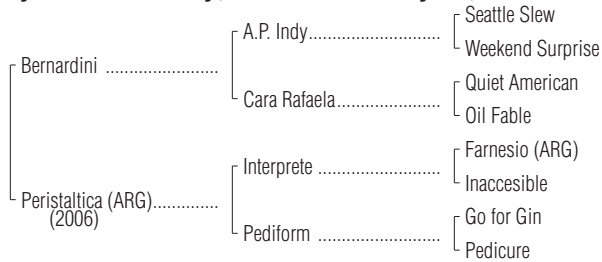 Seattle Slew
A.P. Indy
Weekend Surprise
Bernardini
Quiet American
Cara Rafaela
Oil Fable
Farnesio (ARG)
Interprete
Inaccesible
Peristaltica (ARG)
(2006)
Go for Gin
Pediform
Pedicure